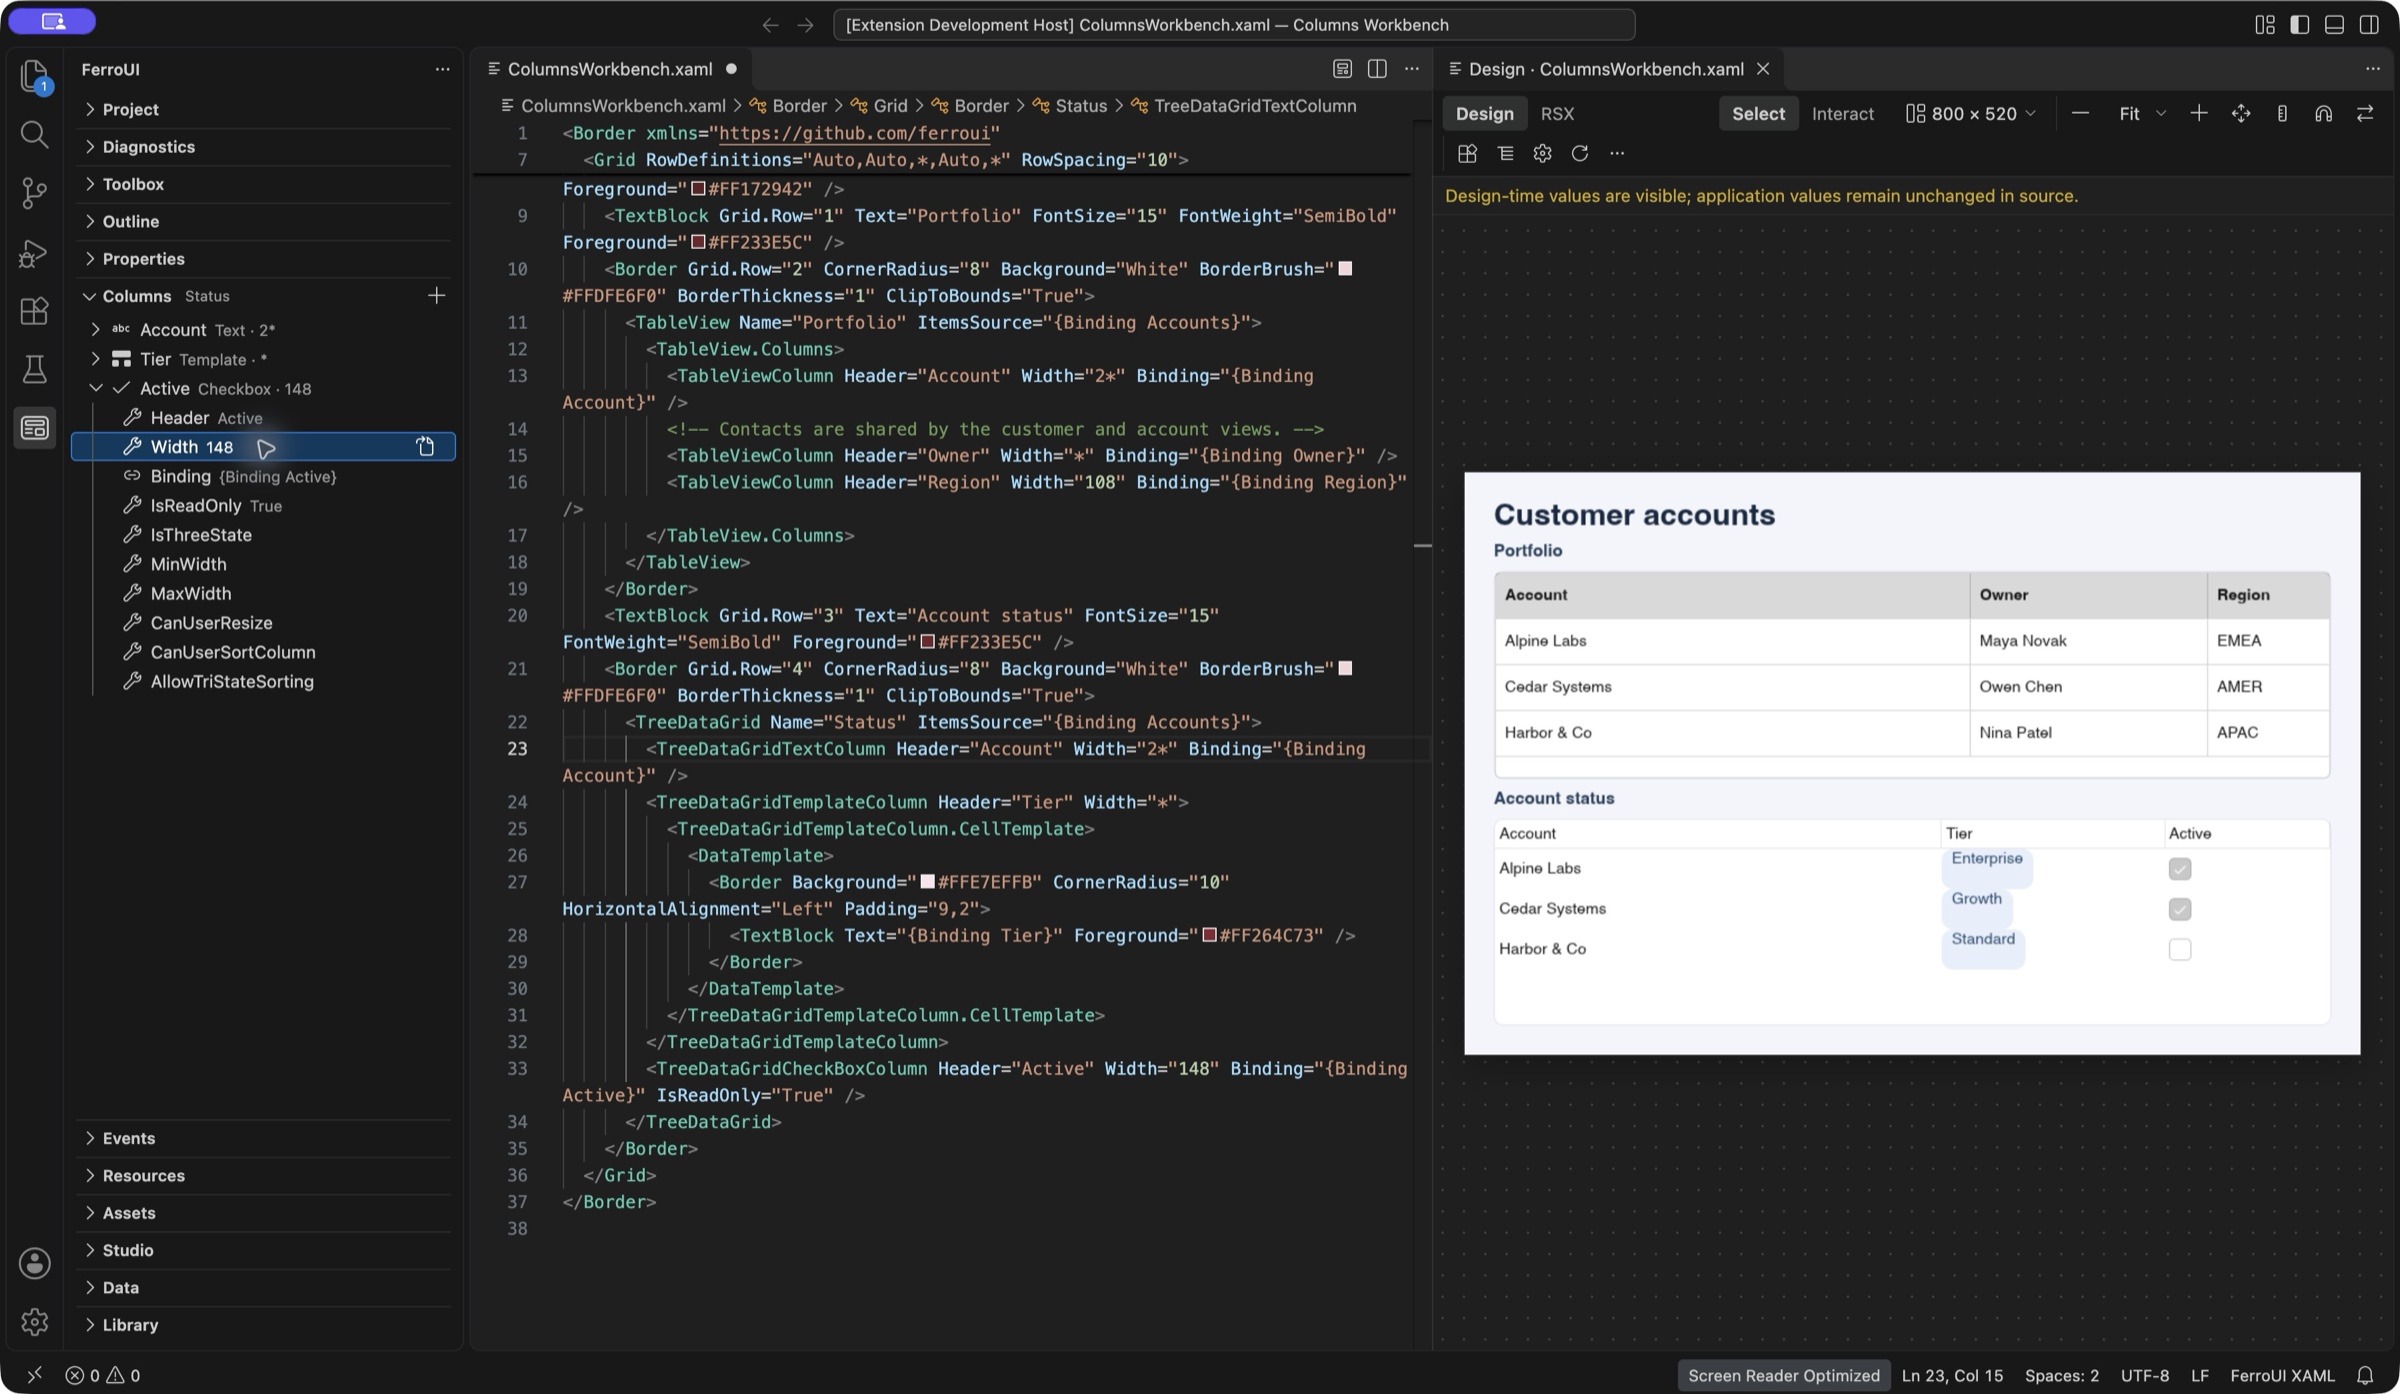 [Extension Development Host] ColumnsWorkbench.xaml — Columns Workbench
1
FerroUI
Project
Diagnostics
Toolbox
Outline
Properties
Columns Status
abc Account Text · 2*
Tier Template · *
Active Checkbox · 148
Header Active
Width 148
Binding {Binding Active}
IsReadOnly True
IsThreeState
MinWidth
MaxWidth
CanUserResize
CanUserSortColumn
AllowTriStateSorting
Events
Resources
Assets
Studio
Data
Library
ColumnsWorkbench.xaml
ColumnsWorkbench.xaml > Border > Grid > Border > Status > TreeDataGridTextColumn
1 <Border xmlns="https://github.com/ferroui"
7 <Grid RowDefinitions="Auto,Auto,*,Auto,*" RowSpacing="10">
Foreground="#FF172942" />
9 <TextBlock Grid.Row="1" Text="Portfolio" FontSize="15" FontWeight="SemiBold"
Foreground="#FF233E5C" />
10 <Border Grid.Row="2" CornerRadius="8" Background="White" BorderBrush="
#FFDFE6F0" BorderThickness="1" ClipToBounds="True">
11 <TableView Name="Portfolio" ItemsSource="{Binding Accounts}">
12 <TableView.Columns>
13 <TableViewColumn Header="Account" Width="2*" Binding="{Binding
Account}" />
14 <!-- Contacts are shared by the customer and account views. -->
15 <TableViewColumn Header="Owner" Width="*" Binding="{Binding Owner}" />
16 <TableViewColumn Header="Region" Width="108" Binding="{Binding Region}"
/>
17 </TableView.Columns>
18 </TableView>
19 </Border>
20 <TextBlock Grid.Row="3" Text="Account status" FontSize="15"
FontWeight="SemiBold" Foreground="#FF233E5C" />
21 <Border Grid.Row="4" CornerRadius="8" Background="White" BorderBrush="
#FFDFE6F0" BorderThickness="1" ClipToBounds="True">
22 <TreeDataGrid Name="Status" ItemsSource="{Binding Accounts}">
23 <TreeDataGridTextColumn Header="Account" Width="2*" Binding="{Binding
Account}" />
24 <TreeDataGridTemplateColumn Header="Tier" Width="*">
25 <TreeDataGridTemplateColumn.CellTemplate>
26 <DataTemplate>
27 <Border Background="#FFE7EFFB" CornerRadius="10"
HorizontalAlignment="Left" Padding="9,2">
28 <TextBlock Text="{Binding Tier}" Foreground="#FF264C73" />
29 </Border>
30 </DataTemplate>
31 </TreeDataGridTemplateColumn.CellTemplate>
32 </TreeDataGridTemplateColumn>
33 <TreeDataGridCheckBoxColumn Header="Active" Width="148" Binding="{Binding
Active}" IsReadOnly="True" />
34 </TreeDataGrid>
35 </Border>
36 </Grid>
37 </Border>
38
Design · ColumnsWorkbench.xaml
Design RSX Select Interact 800 × 520 Fit
Design-time values are visible; application values remain unchanged in source.
Customer accounts
Portfolio
Account Owner Region
Alpine Labs Maya Novak EMEA
Cedar Systems Owen Chen AMER
Harbor & Co Nina Patel APAC
Account status
Account Tier Active
Alpine Labs Enterprise
Cedar Systems Growth
Harbor & Co Standard
0 0
Screen Reader Optimized Ln 23, Col 15 Spaces: 2 UTF-8 LF FerroUI XAML